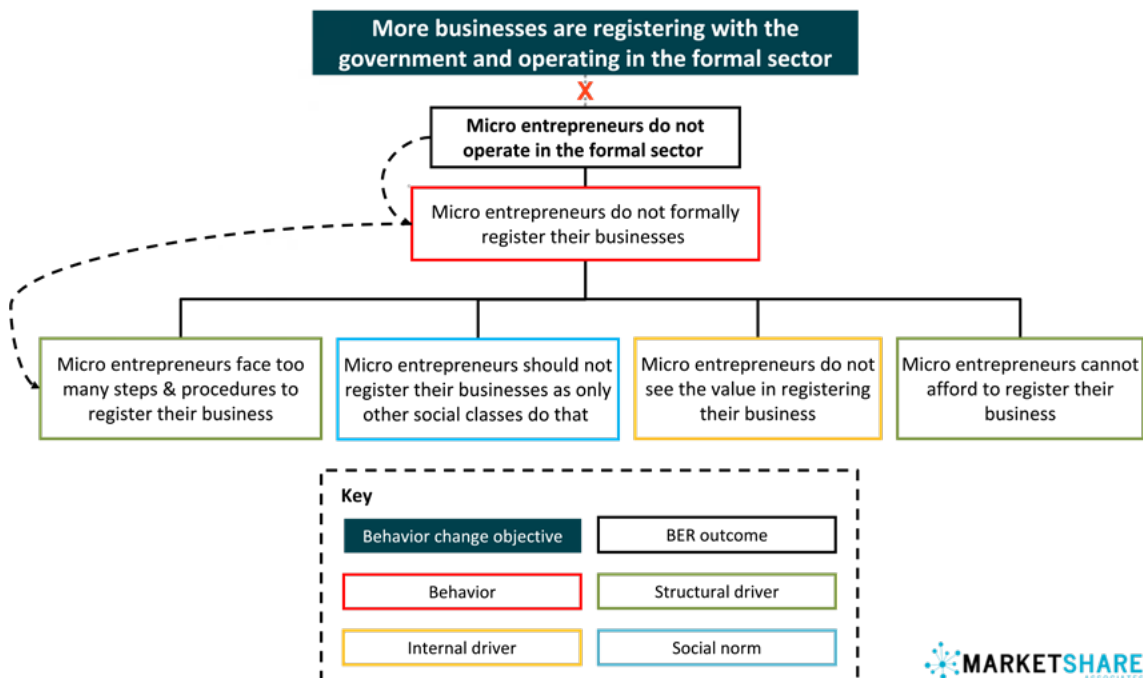 More businesses are registering with the
government and operating in the formal sector
X
Micro entrepreneurs do not
operate in the formal sector
Micro entrepreneurs do not formally
register their businesses
Micro entrepreneurs face too
many steps & procedures to
register their business
Micro entrepreneurs should not
register their businesses as only
other social classes do that
Micro entrepreneurs do not
see the value in registering
their business
Micro entrepreneurs cannot
afford to register their
business
Key
Behavior change objective
BER outcome
Behavior
Structural driver
Internal driver
Social norm
MARKETSHARE
ASSOCIATES